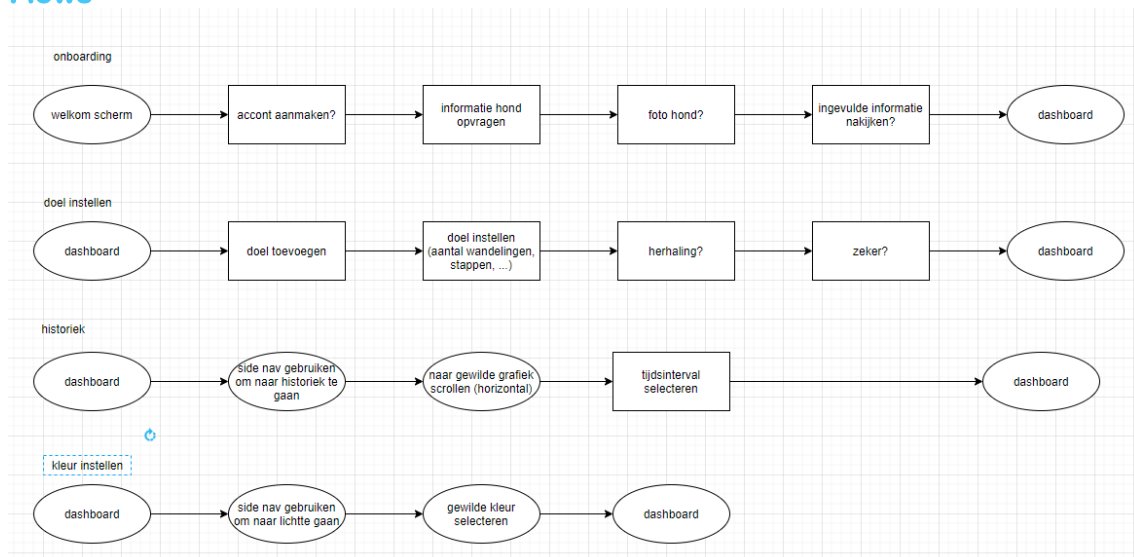 Flows
onboarding
welkom scherm
accont aanmaken?
informatie hond
opvragen
foto hond?
ingevulde informatie
nakijken?
dashboard
doel instellen
dashboard
doel toevoegen
doel instellen
(aantal wandelingen,
stappen, ...)
herhaling?
zeker?
dashboard
historiek
dashboard
side nav gebruiken
om naar historiek te
gaan
naar gewilde grafiek
scrollen (horizontal)
tijdsinterval
selecteren
dashboard
kleur instellen
dashboard
side nav gebruiken
om naar lichtte gaan
gewilde kleur
selecteren
dashboard